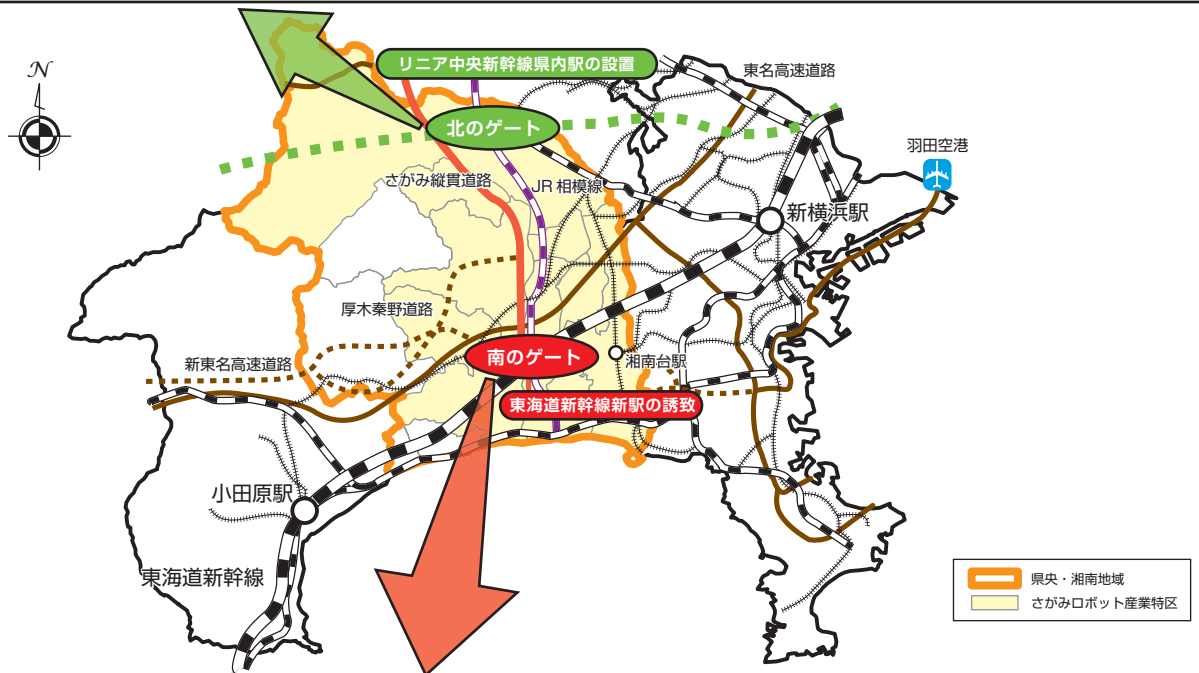 N
リニア中央新幹線県内駅の設置
東名高速道路
北のゲート
羽田空港
さがみ縦貫道路
JR 相模線
新横浜駅
厚木秦野道路
新東名高速道路
南のゲート
湘南台駅
東海道新幹線新駅の誘致
小田原駅
東海道新幹線
県央・湘南地域
さがみロボット産業特区